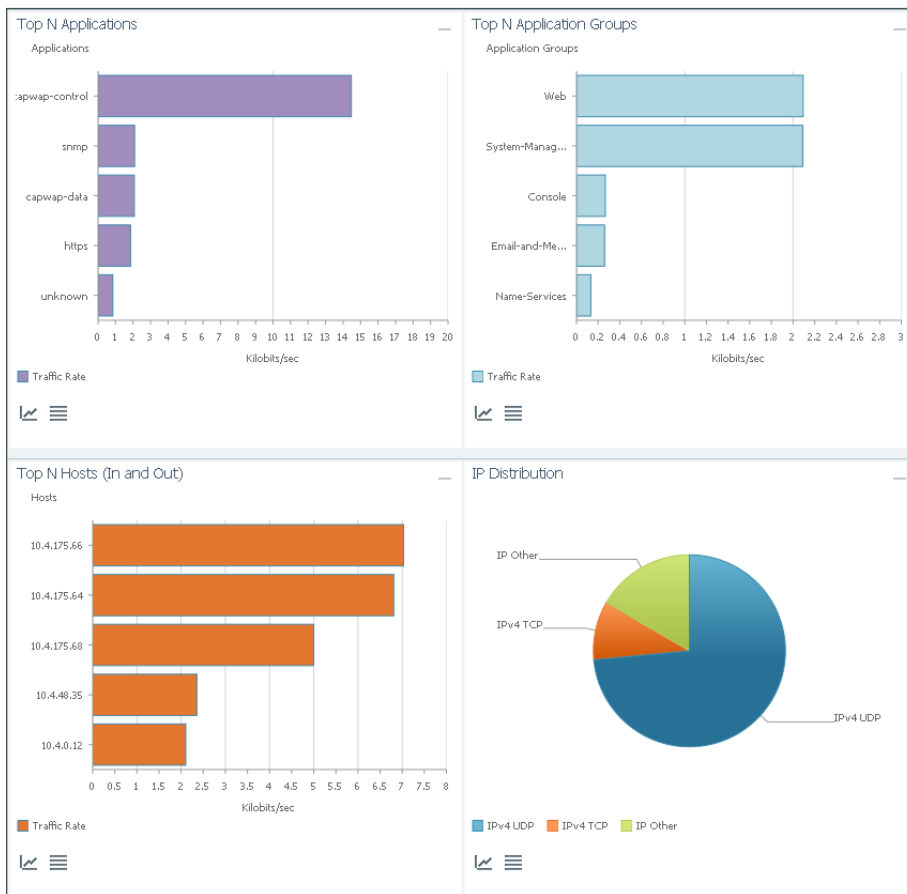 Top N Applications
Applications
:apwap-control
snmp
capwap-data
https
unknown
0 1 2 3 4 5 6 7 8 9 10 11 12 13 14 15 16 17 18 19 20
Kilobits/sec
Traffic Rate
Top N Application Groups
Application Groups
Web
System-Manag...
Console
Email-and-Me...
Name-Services
0 0.2 0.4 0.6 0.8 1 1.2 1.4 1.6 1.8 2 2.2 2.4 2.6 2.8 3
Kilobits/sec
Traffic Rate
Top N Hosts (In and Out)
Hosts
10.4.175.66
10.4.175.64
10.4.175.68
10.4.48.35
10.4.0.12
0 0.5 1 1.5 2 2.5 3 3.5 4 4.5 5 5.5 6 6.5 7 7.5 8
Kilobits/sec
Traffic Rate
IP Distribution
IP Other
IPv4 TCP
IPv4 UDP
IPv4 UDP IPv4 TCP IP Other